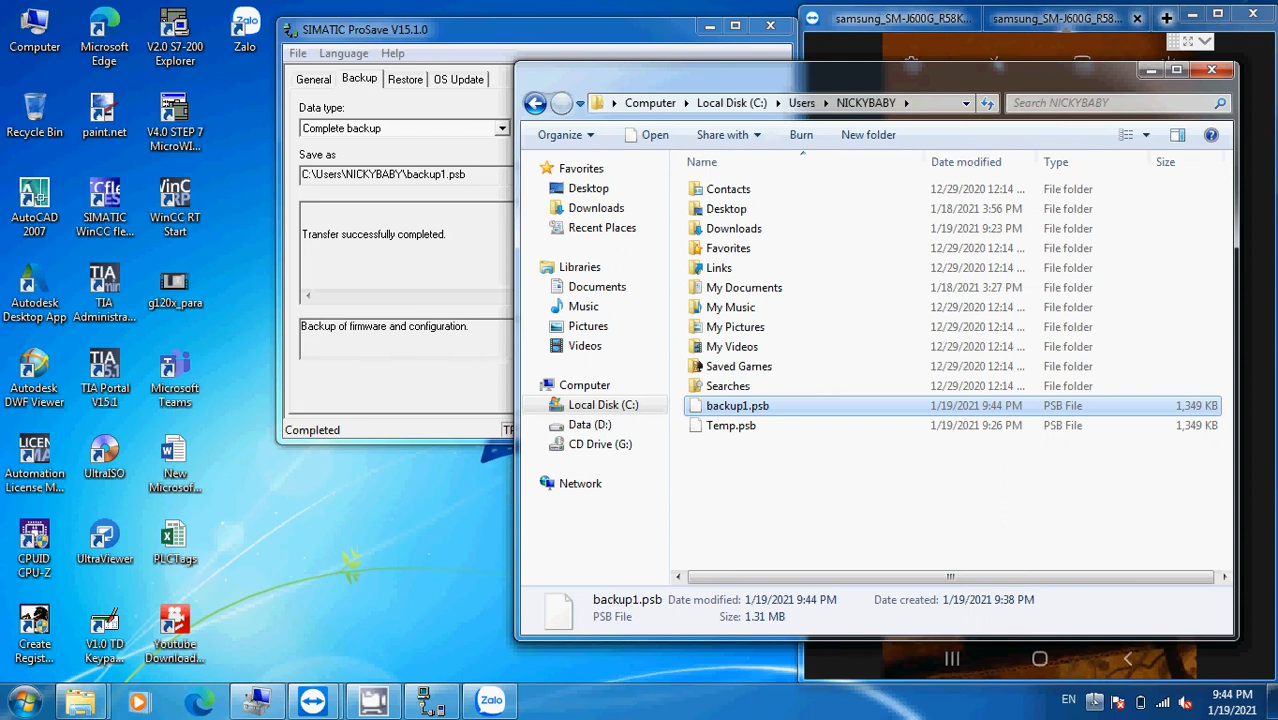 Computer
Microsoft
Edge
V2.0 S7-200
Explorer
Zalo
Recycle Bin
paint.net
V4.0 STEP 7
MicroWI...
AutoCAD
2007
SIMATIC
WinCC fle...
WinCC RT
Start
Autodesk
Desktop App
TIA
Administra...
g120x_para
Autodesk
DWF Viewer
TIA Portal
V15.1
Microsoft
Teams
Automation
License M...
UltraISO
New
Microsof...
CPUID
CPU-Z
UltraViewer
PLCTags
Create
Regist...
V1.0 TD
Keypa...
Youtube
Download...
SIMATIC ProSave V15.1.0
File Language Help
General Backup Restore OS Update
Data type:
Complete backup
Save as
C:\Users\NICKYBABY\backup1.psb
Transfer successfully completed.
Backup of firmware and configuration.
Completed
samsung_SM-J600G_R58K... samsung_SM-J600G_R58...
Computer Local Disk (C:) Users NICKYBABY Search NICKYBABY
Organize Open Share with Burn New folder
Favorites
Desktop
Downloads
Recent Places
Libraries
Documents
Music
Pictures
Videos
Computer
Local Disk (C:)
Data (D:)
CD Drive (G:)
Network
Name Date modified Type Size
Contacts 12/29/2020 12:14 ... File folder
Desktop 1/18/2021 3:56 PM File folder
Downloads 1/19/2021 9:23 PM File folder
Favorites 12/29/2020 12:14 ... File folder
Links 12/29/2020 12:14 ... File folder
My Documents 1/18/2021 3:27 PM File folder
My Music 12/29/2020 12:14 ... File folder
My Pictures 12/29/2020 12:14 ... File folder
My Videos 12/29/2020 12:14 ... File folder
Saved Games 12/29/2020 12:14 ... File folder
Searches 12/29/2020 12:14 ... File folder
backup1.psb 1/19/2021 9:44 PM PSB File 1,349 KB
Temp.psb 1/19/2021 9:26 PM PSB File 1,349 KB
backup1.psb Date modified: 1/19/2021 9:44 PM Date created: 1/19/2021 9:38 PM
PSB File Size: 1.31 MB
Zalo
EN
9:44 PM
1/19/2021